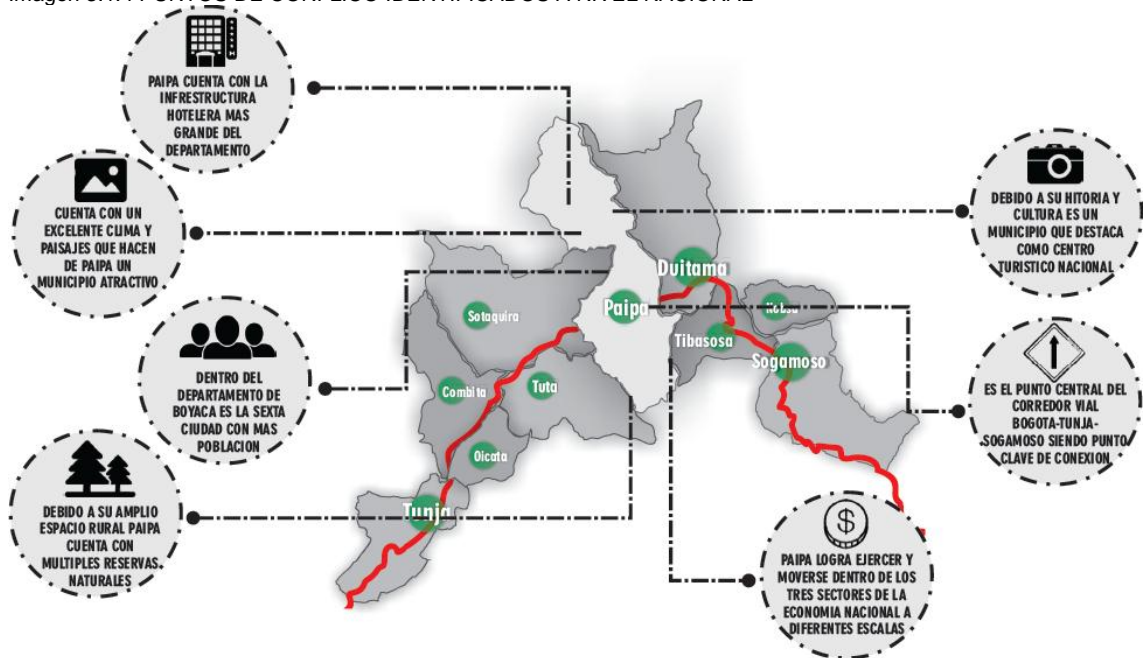 PAIPA CUENTA CON LA
INFRESTRUCTURA
HOTELERA MAS
GRANDE DEL
DEPARTAMENTO
CUENTA CON UN
EXCELENTE CLIMA Y
PAISAJES QUE HACEN
DE PAIPA UN
MUNICIPIO ATRACTIVO
DENTRO DEL
DEPARTAMENTO DE
BOYACA ES LA SEXTA
CIUDAD CON MAS
POBLACION
DEBIDO A SU AMPLIO
ESPACIO RURAL PAIPA
CUENTA CON
MULTIPLES RESERVAS
NATURALES
Duitama
Paipa
Sotaquira
Nobsa
Tibasosa
Sogamoso
Combita
Tuta
Oicata
Tunja
DEBIDO A SU HITORIA Y
CULTURA ES UN
MUNICIPIO QUE DESTACA
COMO CENTRO
TURISTICO NACIONAL
ES EL PUNTO CENTRAL DEL
CORREDOR VIAL
BOGOTA-TUNJA-
SOGAMOSO SIENDO PUNTO
CLAVE DE CONEXION
$
PAIPA LOGRA EJERCER Y
MOVERSE DENTRO DE LOS
TRES SECTORES DE LA
ECONOMIA NACIONAL A
DIFERENTES ESCALAS